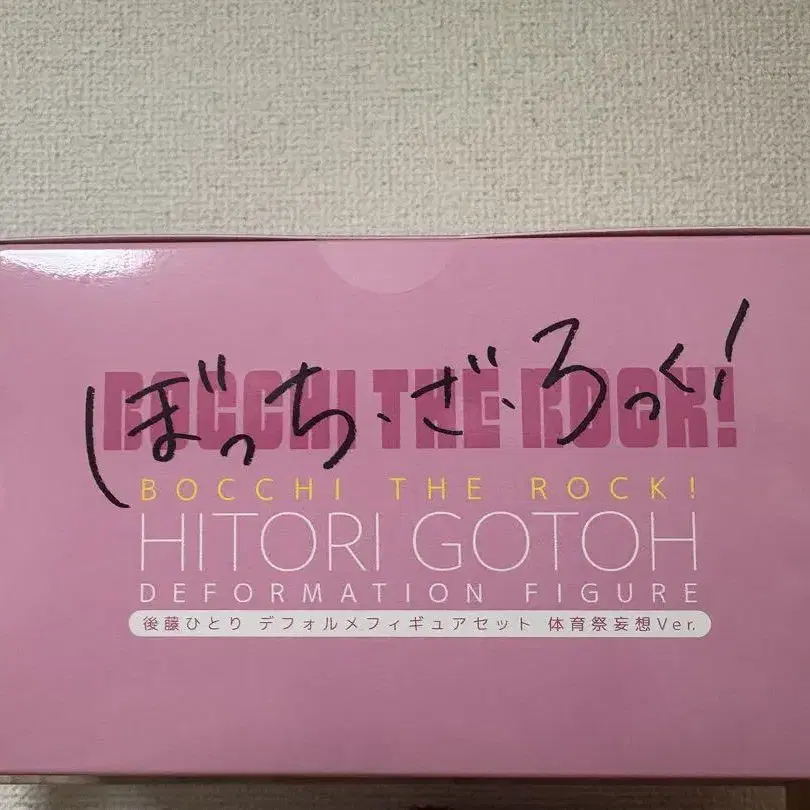 ぼっち・ざ・ろっく!
BOCCHI THE ROCK!
BOCCHI THE ROCK!
HITORI GOTOH
DEFORMATION FIGURE
後藤ひとり デフォルメフィギュアセット 体育祭妄想Ver.